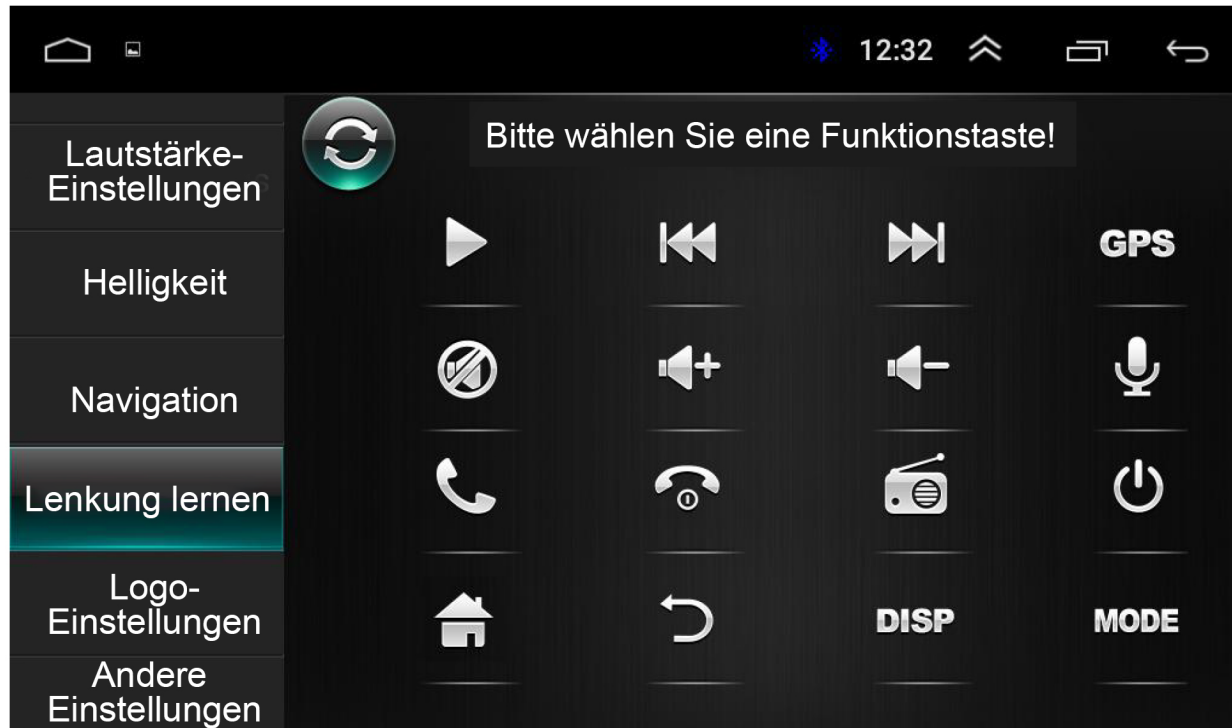 12:32
Lautstärke-
Einstellungen
Helligkeit
Navigation
Lenkung lernen
Logo-
Einstellungen
Andere
Einstellungen
Bitte wählen Sie eine Funktionstaste!
GPS
DISP MODE